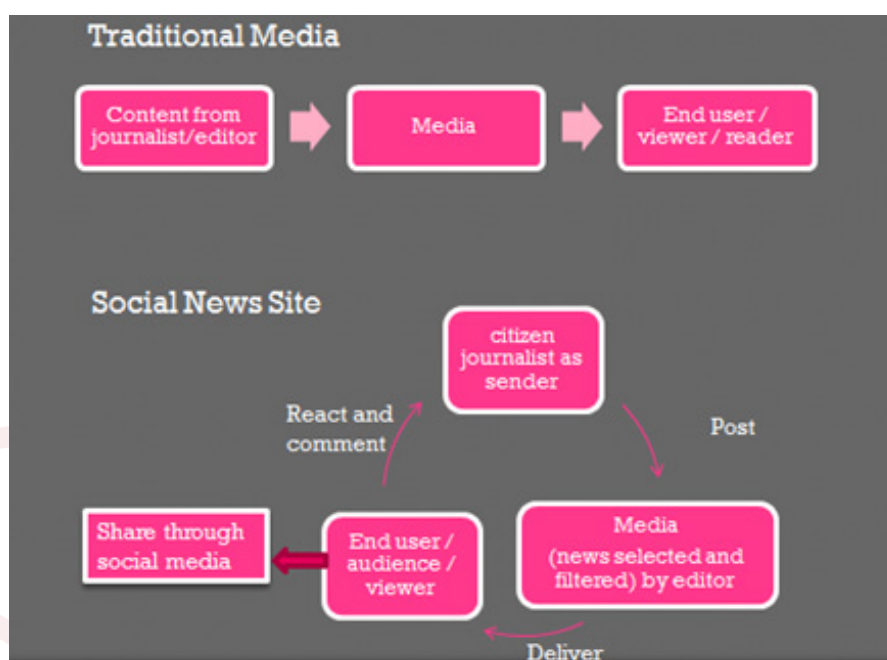 Traditional Media
Content from
journalist/editor
Media
End user /
viewer / reader
Social News Site
citizen
journalist as
sender
React and
comment
Post
Share through
social media
End user /
audience /
viewer
Media
(news selected and
filtered) by editor
Deliver